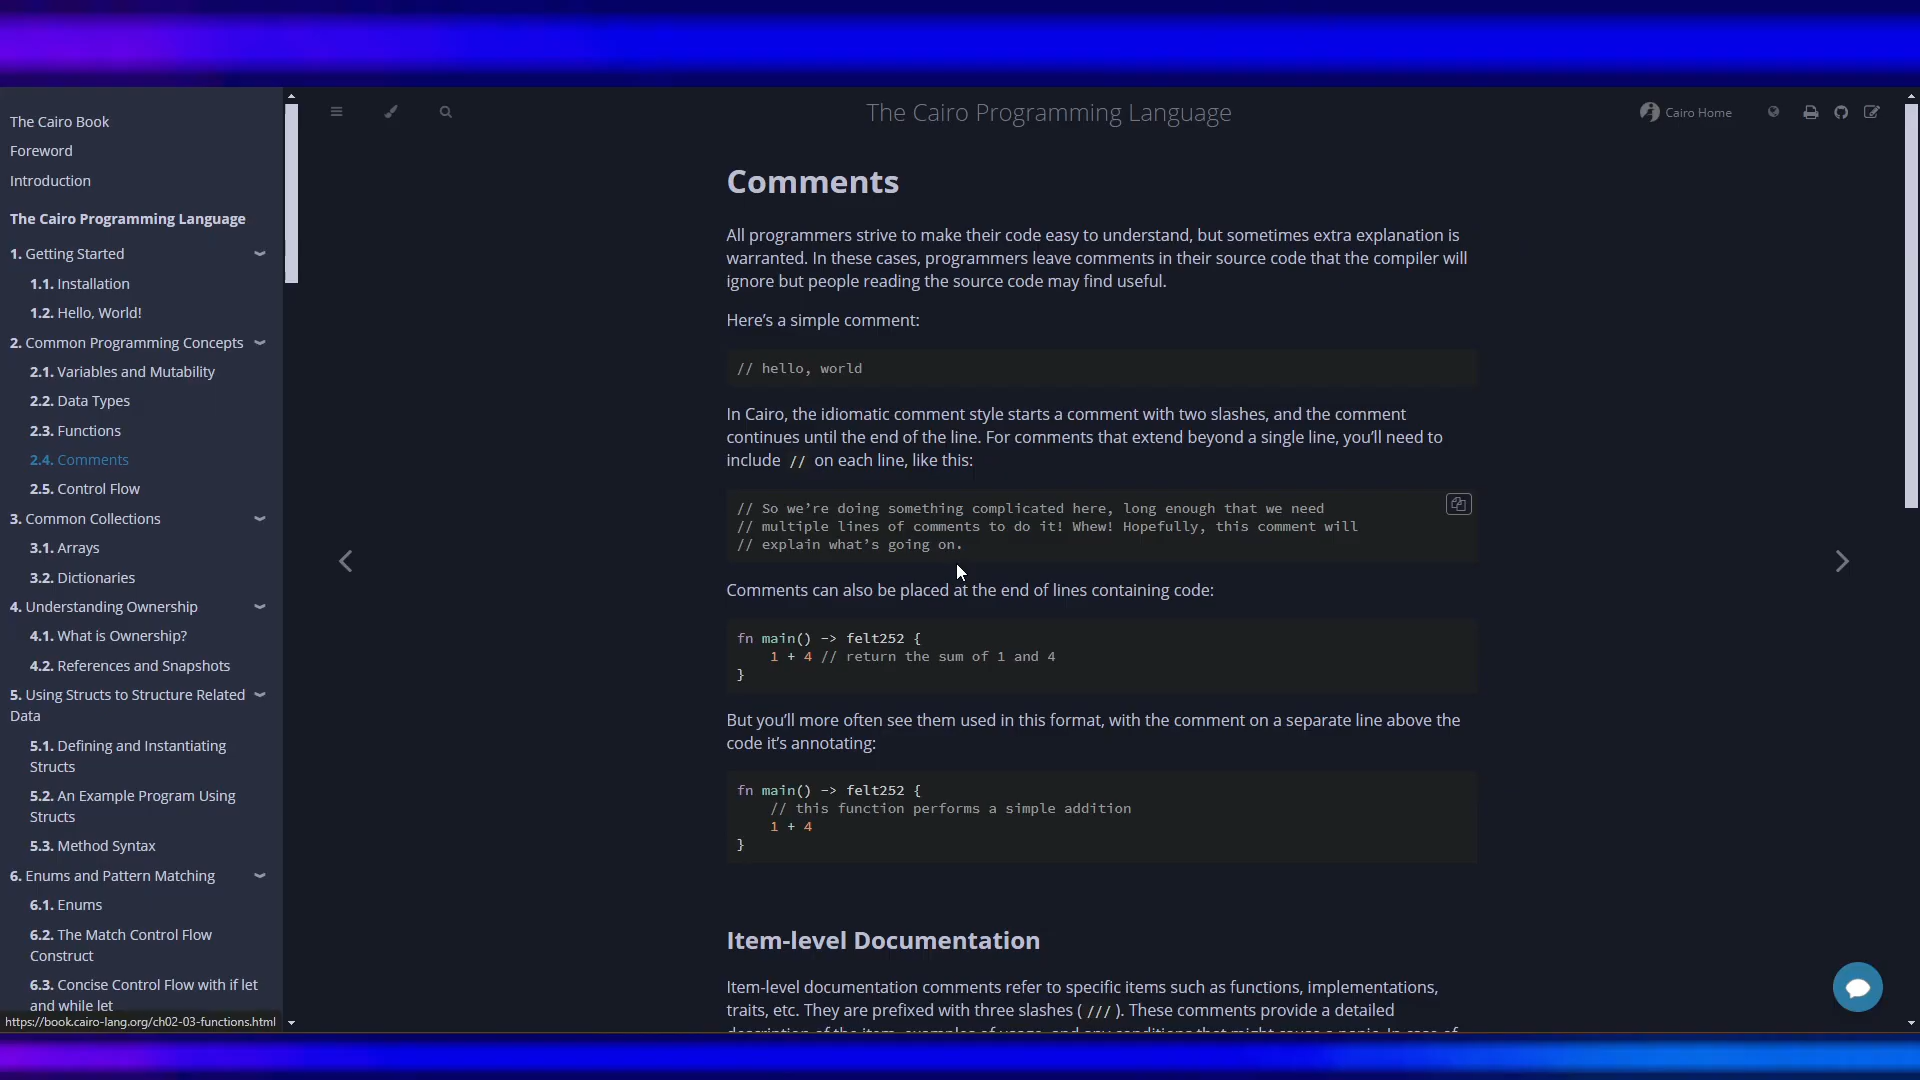 The Cairo Book
Foreword
Introduction
The Cairo Programming Language
1. Getting Started
1.1. Installation
1.2. Hello, World!
2. Common Programming Concepts
2.1. Variables and Mutability
2.2. Data Types
2.3. Functions
2.4. Comments
2.5. Control Flow
3. Common Collections
3.1. Arrays
3.2. Dictionaries
4. Understanding Ownership
4.1. What is Ownership?
4.2. References and Snapshots
5. Using Structs to Structure Related
Data
5.1. Defining and Instantiating
Structs
5.2. An Example Program Using
Structs
5.3. Method Syntax
6. Enums and Pattern Matching
6.1. Enums
6.2. The Match Control Flow
Construct
6.3. Concise Control Flow with if let
and while let
https://book.cairo-lang.org/ch02-03-functions.html
The Cairo Programming Language
Cairo Home
Comments
All programmers strive to make their code easy to understand, but sometimes extra explanation is
warranted. In these cases, programmers leave comments in their source code that the compiler will
ignore but people reading the source code may find useful.
Here’s a simple comment:
// hello, world
In Cairo, the idiomatic comment style starts a comment with two slashes, and the comment
continues until the end of the line. For comments that extend beyond a single line, you’ll need to
include // on each line, like this:
// So we’re doing something complicated here, long enough that we need
// multiple lines of comments to do it! Whew! Hopefully, this comment will
// explain what’s going on.
Comments can also be placed at the end of lines containing code:
fn main() -> felt252 {
1 + 4 // return the sum of 1 and 4
}
But you’ll more often see them used in this format, with the comment on a separate line above the
code it’s annotating:
fn main() -> felt252 {
// this function performs a simple addition
1 + 4
}
Item-level Documentation
Item-level documentation comments refer to specific items such as functions, implementations,
traits, etc. They are prefixed with three slashes ( /// ). These comments provide a detailed
description of the item, examples of usage, and any conditions that might cause a panic. In case of